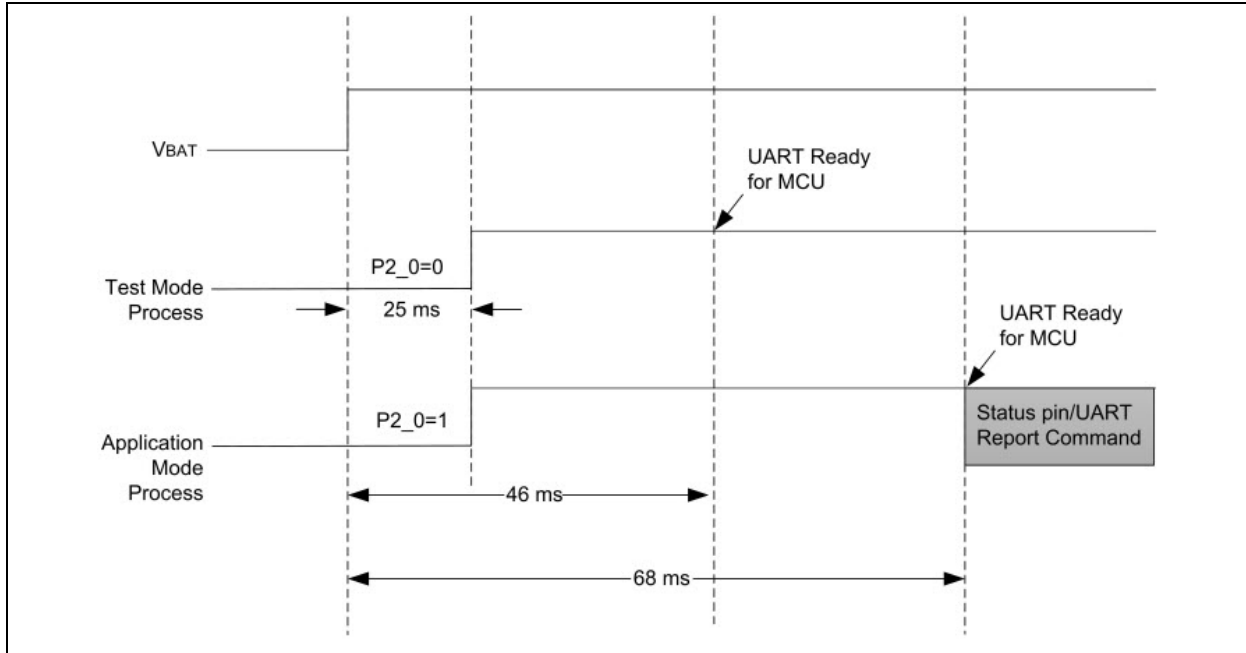 VBAT
UART Ready
for MCU
P2_0=0
Test Mode
Process
25 ms
UART Ready
for MCU
P2_0=1
Status pin/UART
Report Command
Application
Mode
Process
46 ms
68 ms